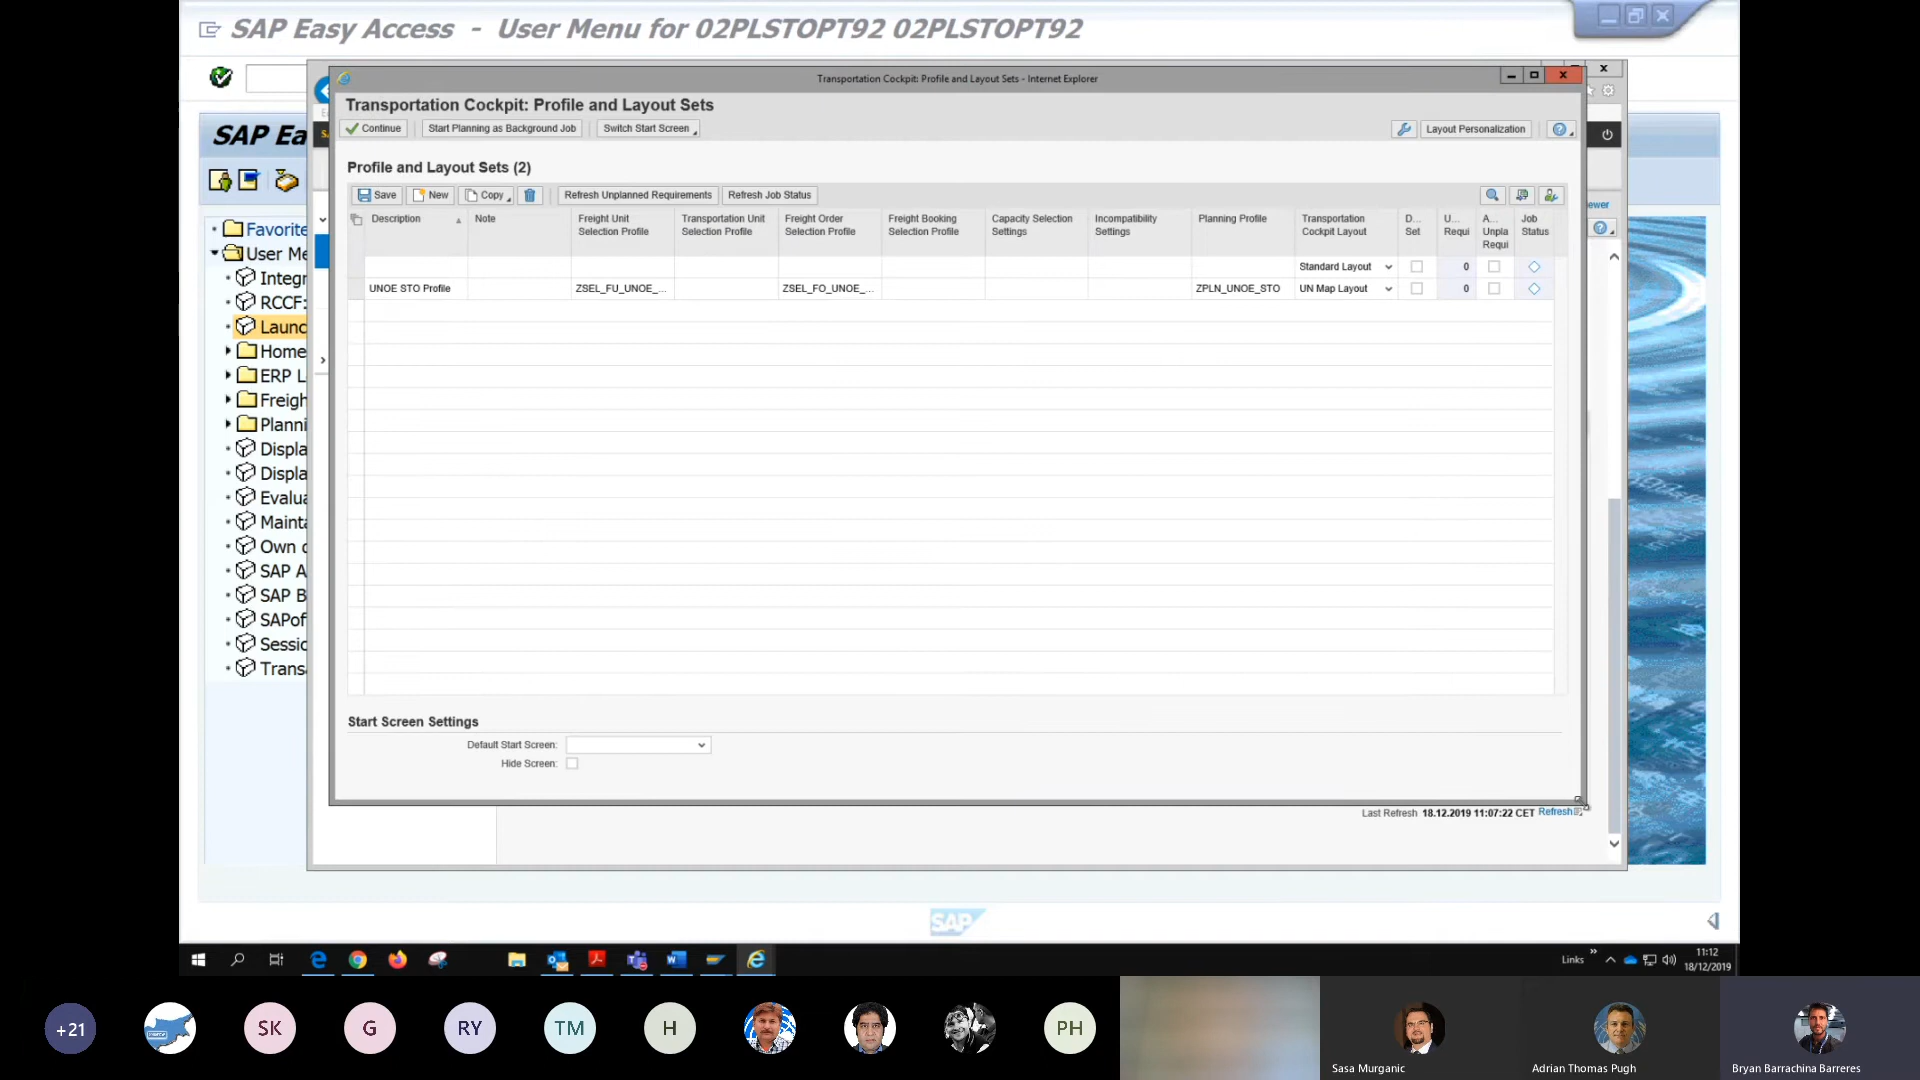 SAP Easy Access - User Menu for 02PLSTOPT92 02PLSTOPT92
Transportation Cockpit: Profile and Layout Sets - Internet Explorer
Transportation Cockpit: Profile and Layout Sets
Continue
Start Planning as Background Job
Switch Start Screen
Layout Personalization
SAP Ea
Profile and Layout Sets (2)
Save
New
Copy
Refresh Unplanned Requirements
Refresh Job Status
Description
Note
Freight Unit Selection Profile
Transportation Unit Selection Profile
Freight Order Selection Profile
Freight Booking Selection Profile
Capacity Selection Settings
Incompatibility Settings
Planning Profile
Transportation Cockpit Layout
D... Set
U... Requi
A... Unpla Requi
Job Status
ewer
Standard Layout
0
UNOE STO Profile
ZSEL_FU_UNOE_...
ZSEL_FO_UNOE_...
ZPLN_UNOE_STO
UN Map Layout
0
Favorite
User Me
Integr
RCCF:
Launc
Home
ERP L
Freigh
Planni
Displa
Displa
Evalua
Mainta
Own
SAP A
SAP B
SAPof
Sessio
Transa
Start Screen Settings
Default Start Screen:
Hide Screen:
Last Refresh 18.12.2019 11:07:22 CET Refresh
SAP
Links
11:12
18/12/2019
+21
SK
G
RY
TM
H
PH
Sasa Murganic
Adrian Thomas Pugh
Bryan Barrachina Barreres